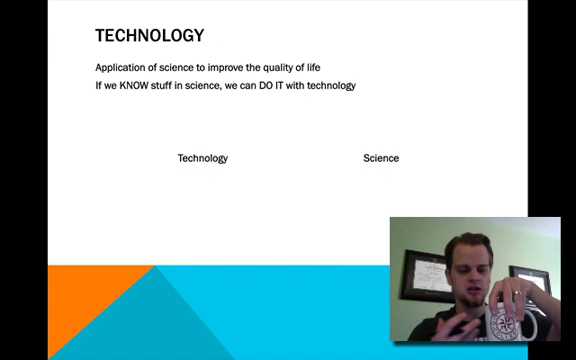 TECHNOLOGY
Application of science to improve the quality of life
If we KNOW stuff in science, we can DO IT with technology
Technology
Science